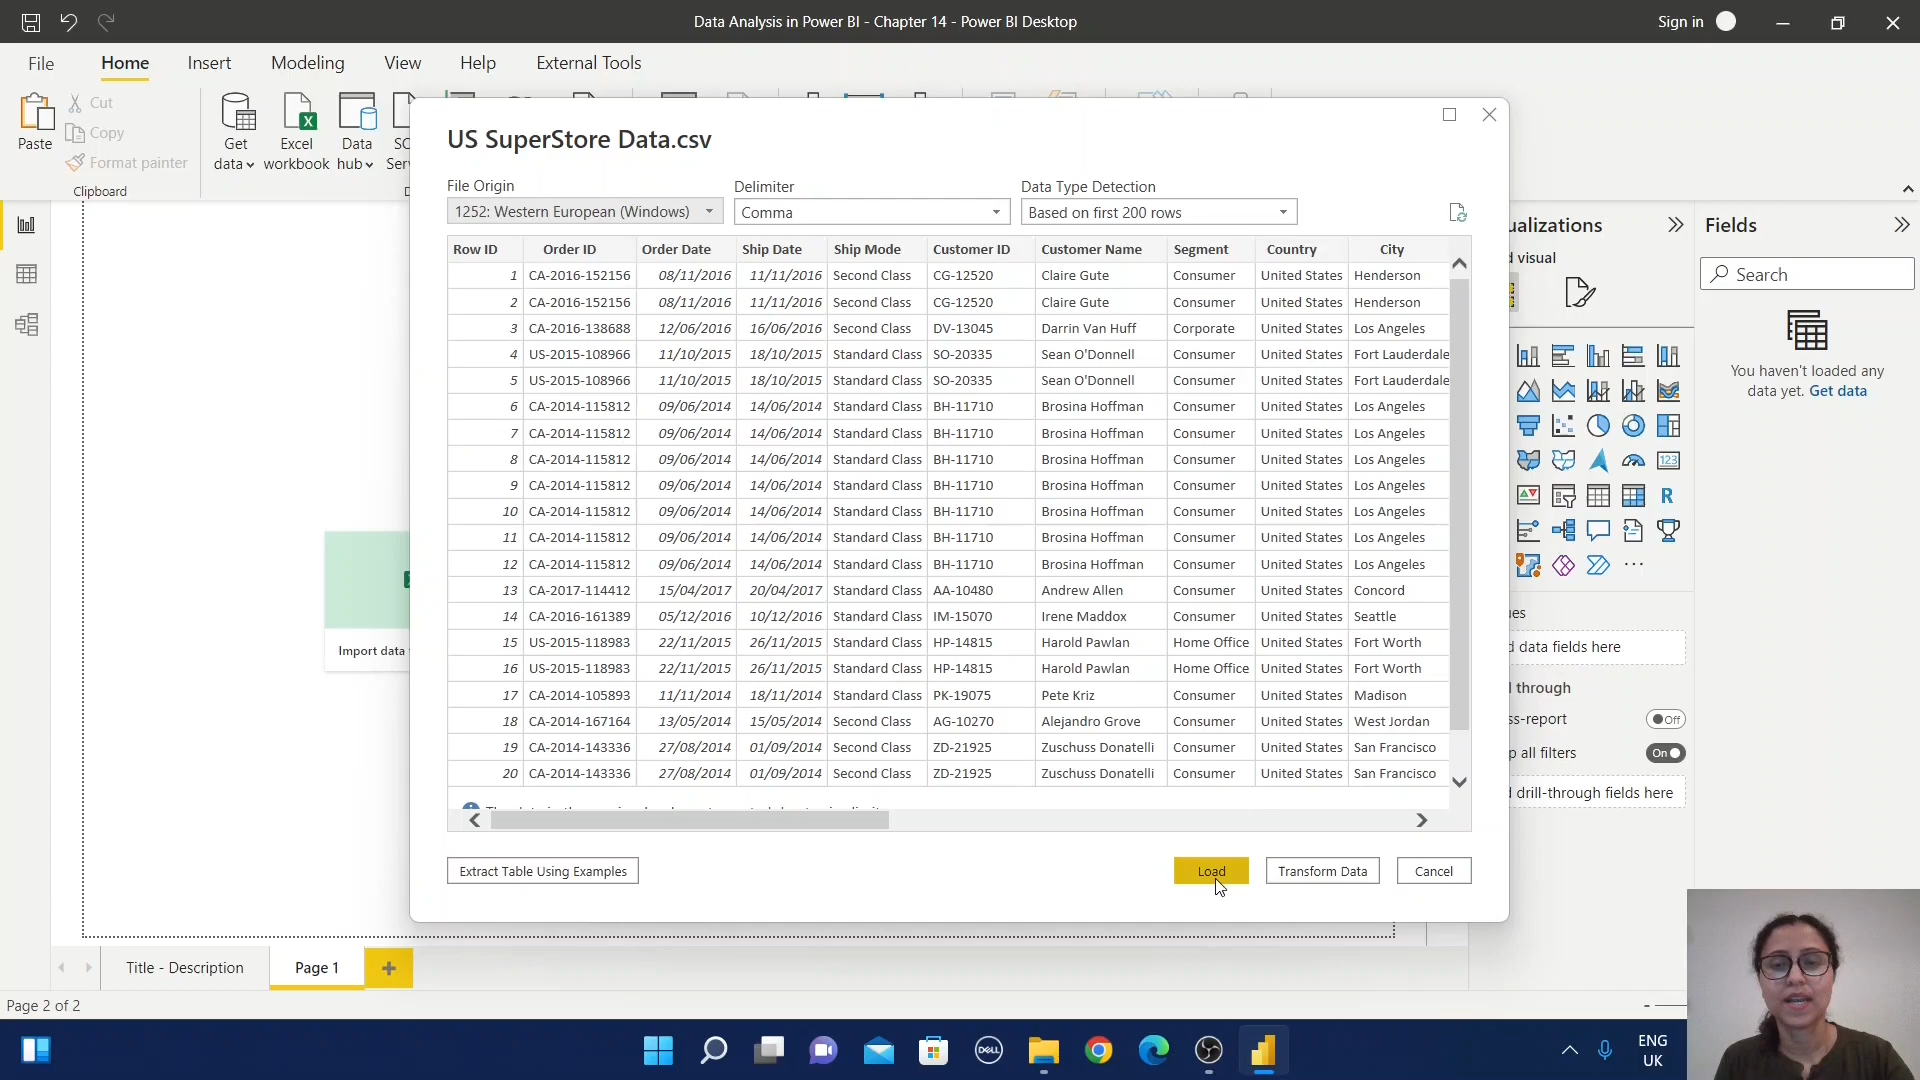 Data Analysis in Power BI - Chapter 14 - Power BI Desktop
Sign in
File Home Insert Modeling View Help External Tools
Paste
Cut
Copy
Format painter
Clipboard
Get data
Excel workbook
Data hub
US SuperStore Data.csv
File Origin
1252: Western European (Windows)
Delimiter
Comma
Data Type Detection
Based on first 200 rows
Row ID Order ID Order Date Ship Date Ship Mode Customer ID Customer Name Segment Country City
1 CA-2016-152156 08/11/2016 11/11/2016 Second Class CG-12520 Claire Gute Consumer United States Henderson
2 CA-2016-152156 08/11/2016 11/11/2016 Second Class CG-12520 Claire Gute Consumer United States Henderson
3 CA-2016-138688 12/06/2016 16/06/2016 Second Class DV-13045 Darrin Van Huff Corporate United States Los Angeles
4 US-2015-108966 11/10/2015 18/10/2015 Standard Class SO-20335 Sean O'Donnell Consumer United States Fort Lauderdale
5 US-2015-108966 11/10/2015 18/10/2015 Standard Class SO-20335 Sean O'Donnell Consumer United States Fort Lauderdale
6 CA-2014-115812 09/06/2014 14/06/2014 Standard Class BH-11710 Brosina Hoffman Consumer United States Los Angeles
7 CA-2014-115812 09/06/2014 14/06/2014 Standard Class BH-11710 Brosina Hoffman Consumer United States Los Angeles
8 CA-2014-115812 09/06/2014 14/06/2014 Standard Class BH-11710 Brosina Hoffman Consumer United States Los Angeles
9 CA-2014-115812 09/06/2014 14/06/2014 Standard Class BH-11710 Brosina Hoffman Consumer United States Los Angeles
10 CA-2014-115812 09/06/2014 14/06/2014 Standard Class BH-11710 Brosina Hoffman Consumer United States Los Angeles
11 CA-2014-115812 09/06/2014 14/06/2014 Standard Class BH-11710 Brosina Hoffman Consumer United States Los Angeles
12 CA-2014-115812 09/06/2014 14/06/2014 Standard Class BH-11710 Brosina Hoffman Consumer United States Los Angeles
13 CA-2017-114412 15/04/2017 20/04/2017 Standard Class AA-10480 Andrew Allen Consumer United States Concord
14 CA-2016-161389 05/12/2016 10/12/2016 Standard Class IM-15070 Irene Maddox Consumer United States Seattle
15 US-2015-118983 22/11/2015 26/11/2015 Standard Class HP-14815 Harold Pawlan Home Office United States Fort Worth
16 US-2015-118983 22/11/2015 26/11/2015 Standard Class HP-14815 Harold Pawlan Home Office United States Fort Worth
17 CA-2014-105893 11/11/2014 18/11/2014 Standard Class PK-19075 Pete Kriz Consumer United States Madison
18 CA-2014-167164 13/05/2014 15/05/2014 Second Class AG-10270 Alejandro Grove Consumer United States West Jordan
19 CA-2014-143336 27/08/2014 01/09/2014 Second Class ZD-21925 Zuschuss Donatelli Consumer United States San Francisco
20 CA-2014-143336 27/08/2014 01/09/2014 Second Class ZD-21925 Zuschuss Donatelli Consumer United States San Francisco
Extract Table Using Examples
Load
Transform Data
Cancel
Import data
ualizations
d visual
123
R
ues
d data fields here
l through
ss-report
Off
p all filters
On
d drill-through fields here
Fields
Search
You haven't loaded any
data yet. Get data
Title - Description
Page 1
Page 2 of 2
DELL
ENG
UK